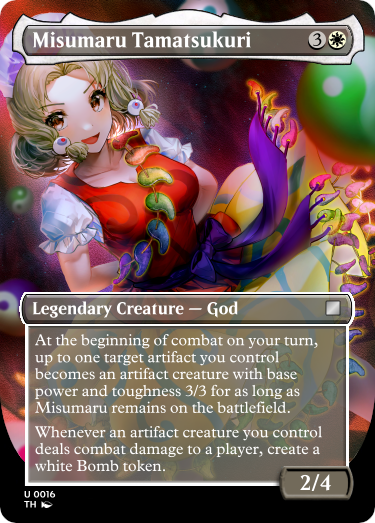 Misumaru Tamatsukuri 3
Legendary Creature — God
At the beginning of combat on your turn,
up to one target artifact you control
becomes an artifact creature with base
power and toughness 3/3 for as long as
Misumaru remains on the battlefield.
Whenever an artifact creature you control
deals combat damage to a player, create a
white Bomb token.
2/4
U 0016
TH